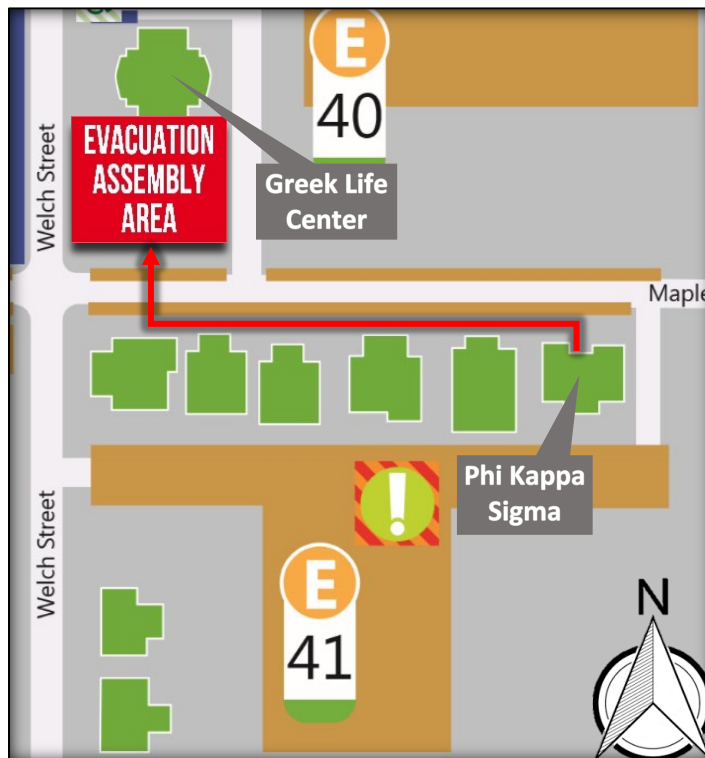 E
40
Welch Street
EVACUATION
ASSEMBLY
AREA
Greek Life
Center
Maple
Phi Kappa
Sigma
!
Welch Street
E
41
N